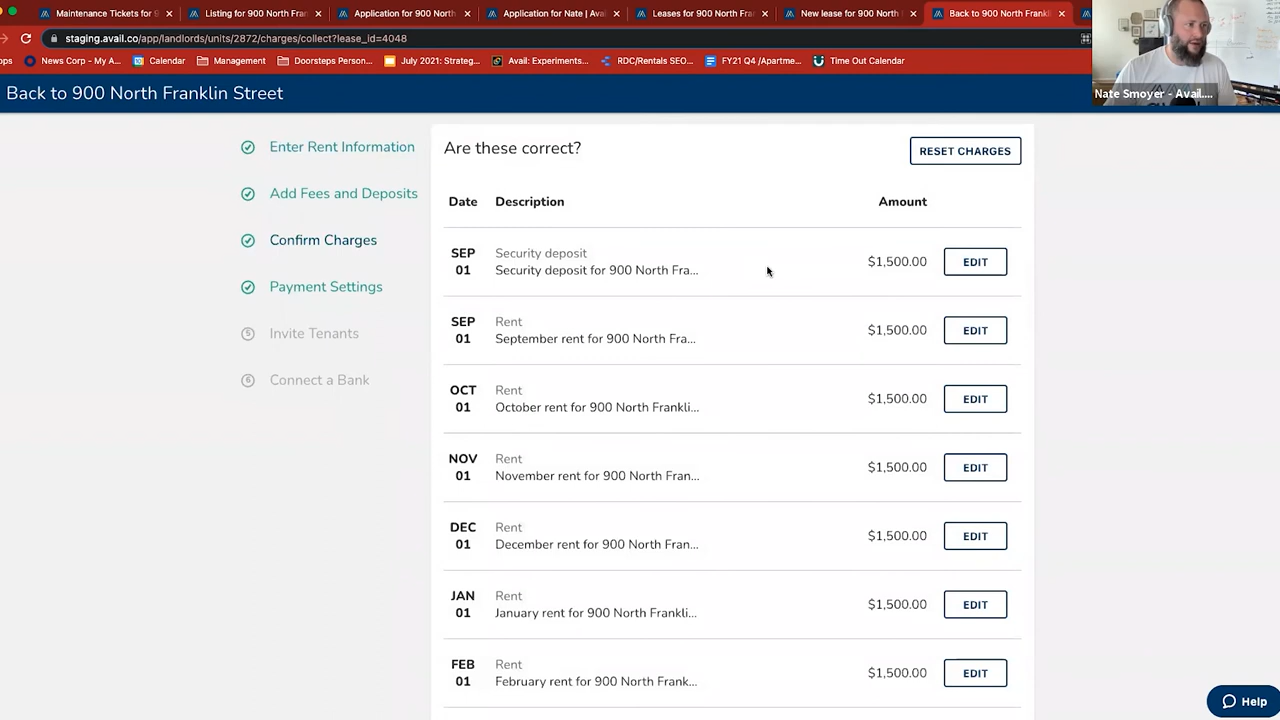 Maintenance Tickets for 9
Listing for 900 North Fran
Application for 900 North
Application for Nate | Avai
Leases for 900 North Fran
New lease for 900 North
Back to 900 North Frankli
staging.avail.co/app/landlords/units/2872/charges/collect?lease_id=4048
ops
News Corp - My A...
Calendar
Management
Doorsteps Person...
July 2021: Strateg...
Avail: Experiments...
RDC/Rentals SEO...
FY21 Q4 /Apartme...
Time Out Calendar
Nate Smoyer - Avail....
Back to 900 North Franklin Street
Enter Rent Information
Add Fees and Deposits
Confirm Charges
Payment Settings
5 Invite Tenants
6 Connect a Bank
Are these correct?
RESET CHARGES
Date Description Amount
SEP 01
Security deposit
Security deposit for 900 North Fra...
$1,500.00 EDIT
SEP 01
Rent
September rent for 900 North Fra...
$1,500.00 EDIT
OCT 01
Rent
October rent for 900 North Frankli...
$1,500.00 EDIT
NOV 01
Rent
November rent for 900 North Fran...
$1,500.00 EDIT
DEC 01
Rent
December rent for 900 North Fran...
$1,500.00 EDIT
JAN 01
Rent
January rent for 900 North Frankli...
$1,500.00 EDIT
FEB 01
Rent
February rent for 900 North Frank...
$1,500.00 EDIT
Help